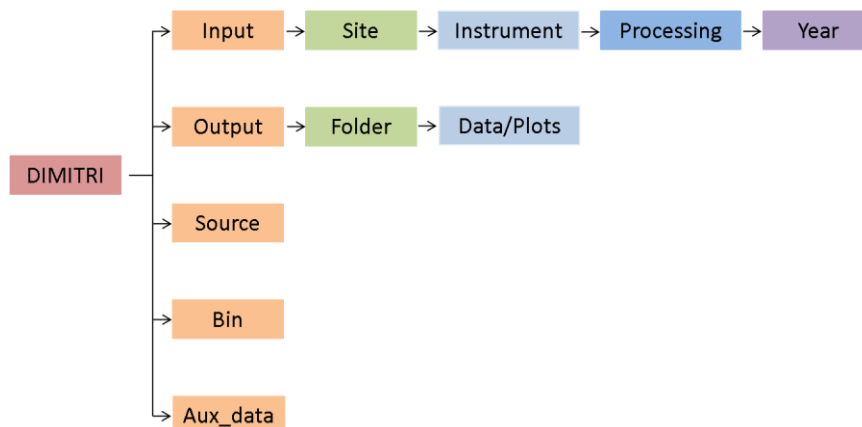 Input
Site
Instrument
Processing
Year
Output
Folder
Data/Plots
DIMITRI
Source
Bin
Aux_data